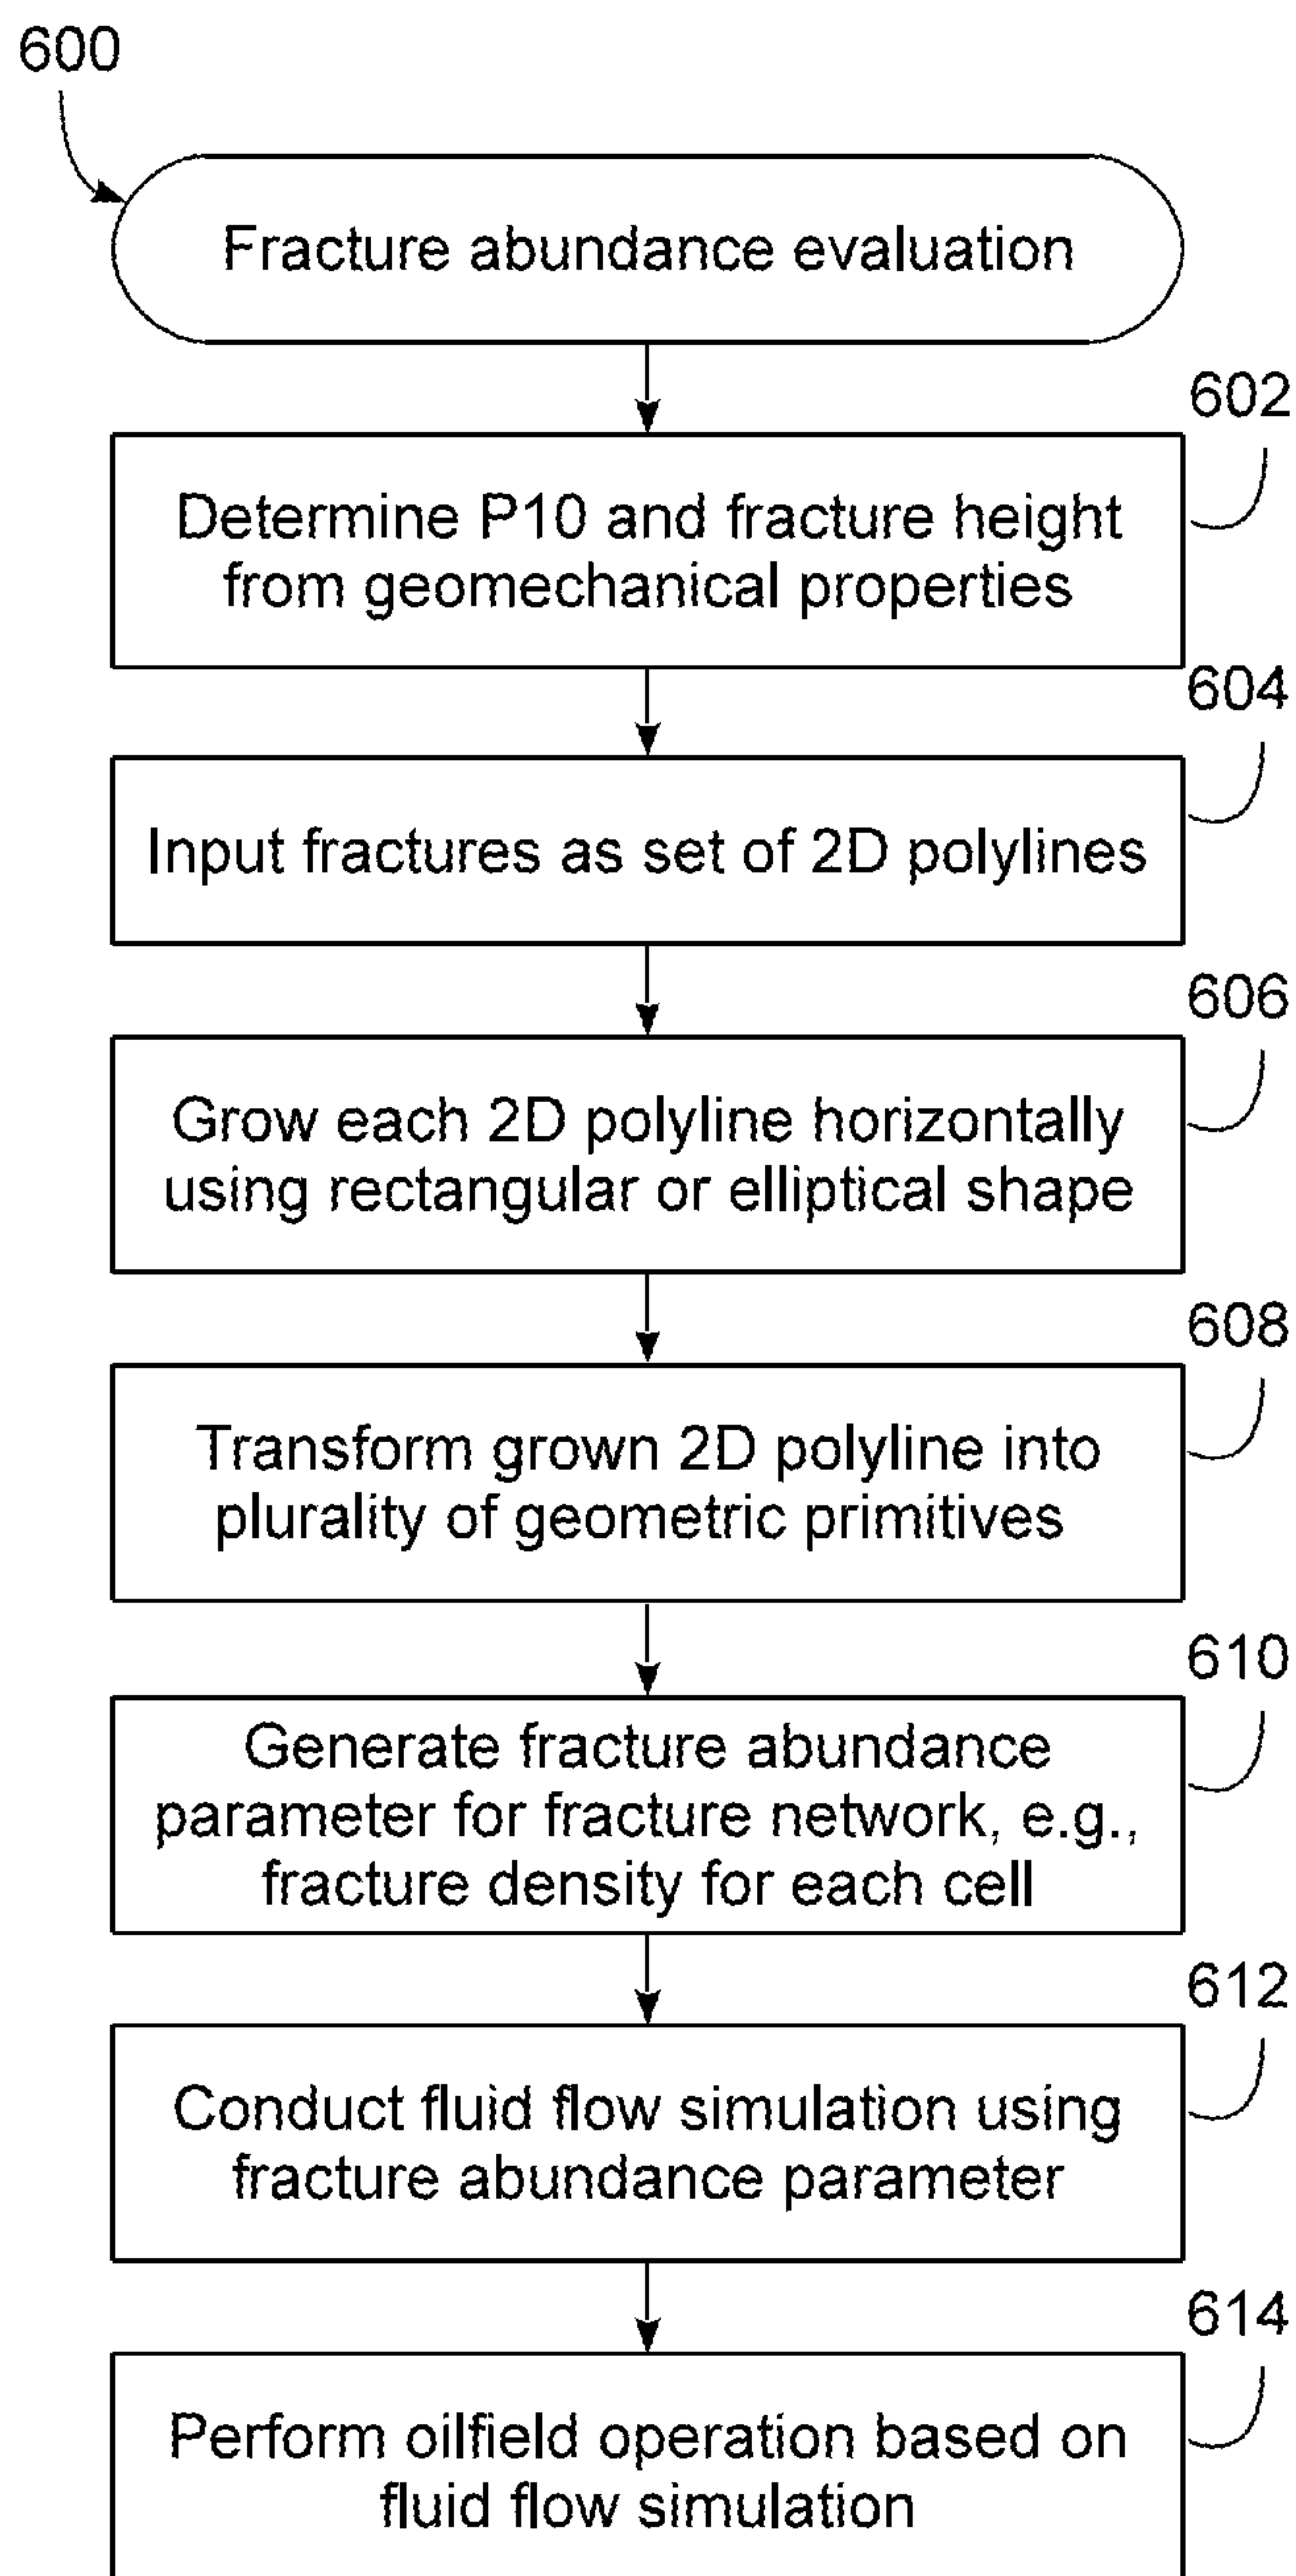 600
Fracture abundance evaluation
602
Determine P10 and fracture height
from geomechanical properties
604
Input fractures as set of 2D polylines
606
Grow each 2D polyline horizontally
using rectangular or elliptical shape
608
Transform grown 2D polyline into
plurality of geometric primitives
610
Generate fracture abundance
parameter for fracture network, e.g.,
fracture density for each cell
612
Conduct fluid flow simulation using
fracture abundance parameter
614
Perform oilfield operation based on
fluid flow simulation